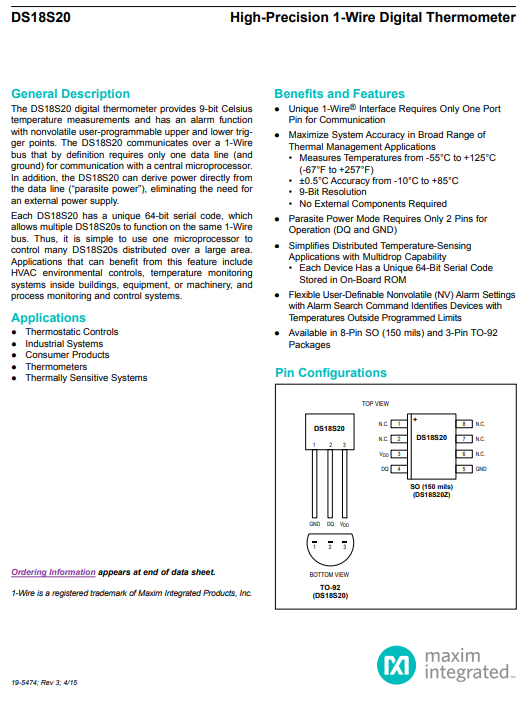 DS18S20
High-Precision 1-Wire Digital Thermometer
General Description
The DS18S20 digital thermometer provides 9-bit Celsius
temperature measurements and has an alarm function
with nonvolatile user-programmable upper and lower trig-
ger points. The DS18S20 communicates over a 1-Wire
bus that by definition requires only one data line (and
ground) for communication with a central microprocessor.
In addition, the DS18S20 can derive power directly from
the data line ("parasite power"), eliminating the need for
an external power supply.
Each DS18S20 has a unique 64-bit serial code, which
allows multiple DS18S20s to function on the same 1-Wire
bus. Thus, it is simple to use one microprocessor to
control many DS18S20s distributed over a large area.
Applications that can benefit from this feature include
HVAC environmental controls, temperature monitoring
systems inside buildings, equipment, or machinery, and
process monitoring and control systems.
Applications
● Thermostatic Controls
● Industrial Systems
● Consumer Products
● Thermometers
● Thermally Sensitive Systems
Ordering Information appears at end of data sheet.
1-Wire is a registered trademark of Maxim Integrated Products, Inc.
Benefits and Features
● Unique 1-Wire® Interface Requires Only One Port
Pin for Communication
● Maximize System Accuracy in Broad Range of
Thermal Management Applications
• Measures Temperatures from -55°C to +125°C
(-67°F to +257°F)
• ±0.5°C Accuracy from -10°C to +85°C
• 9-Bit Resolution
• No External Components Required
● Parasite Power Mode Requires Only 2 Pins for
Operation (DQ and GND)
● Simplifies Distributed Temperature-Sensing
Applications with Multidrop Capability
• Each Device Has a Unique 64-Bit Serial Code
Stored in On-Board ROM
● Flexible User-Definable Nonvolatile (NV) Alarm Settings
with Alarm Search Command Identifies Devices with
Temperatures Outside Programmed Limits
● Available in 8-Pin SO (150 mils) and 3-Pin TO-92
Packages
Pin Configurations
TOP VIEW
DS18S20
1 2 3
GND DQ VDD
1 2 3
BOTTOM VIEW
TO-92
(DS18S20)
+
DS18S20
N.C. 1 8 N.C.
N.C. 2 7 N.C.
VDD 3 6 N.C.
DQ 4 5 GND
SO (150 mils)
(DS18S20Z)
19-5474; Rev 3; 4/15
maxim
integrated™